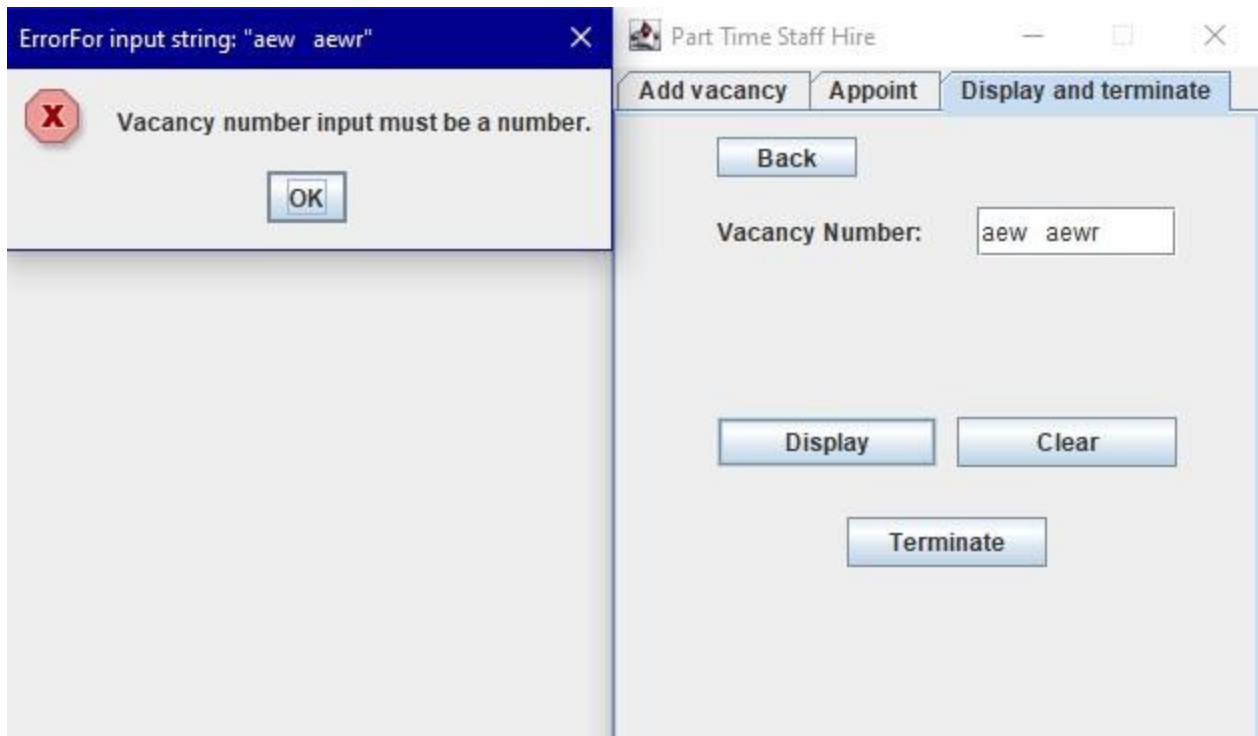 ErrorFor input string: "aew   aewr"
Vacancy number input must be a number.
OK
Part Time Staff Hire
Add vacancy Appoint Display and terminate
Back
Vacancy Number: aew   aewr
Display Clear
Terminate